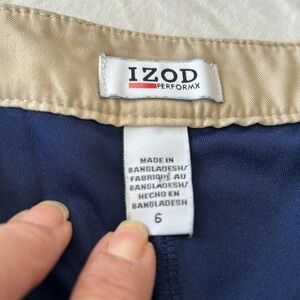 IZOD
PERFORMX
MADE IN
BANGLADESH/
FABRIQUÉ AU
BANGLADESH/
HECHO EN
BANGLADESH
6